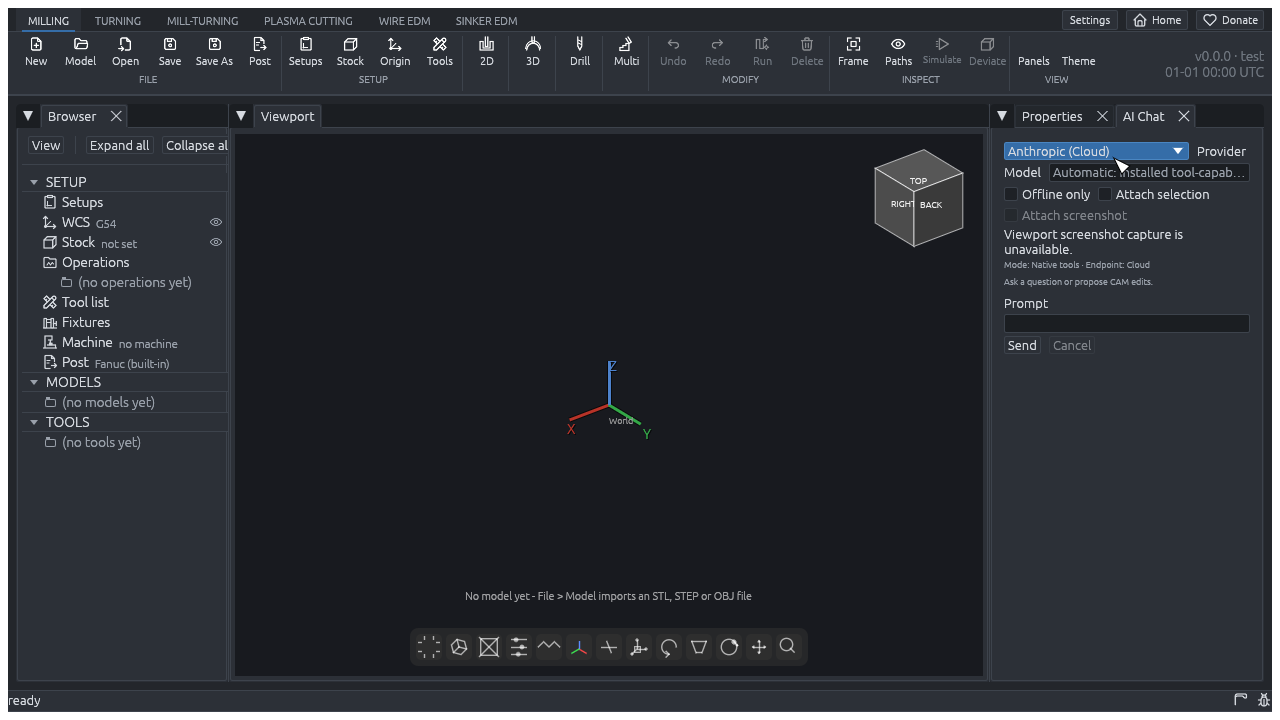 MILLING TURNING MILL-TURNING PLASMA CUTTING WIRE EDM SINKER EDM Settings Home Donate
New Model Open Save Save As Post Setups Stock Origin Tools 2D 3D Drill Multi Undo Redo Run Delete Frame Paths Simulate Deviate Panels Theme
FILE SETUP MODIFY INSPECT VIEW
v0.0.0 · test
01-01 00:00 UTC
Browser
View Expand all Collapse al
SETUP
Setups
WCS G54
Stock not set
Operations
(no operations yet)
Tool list
Fixtures
Machine no machine
Post Fanuc (built-in)
MODELS
(no models yet)
TOOLS
(no tools yet)
Viewport
TOP
RIGHT BACK
Z
World
X
Y
No model yet - File > Model imports an STL, STEP or OBJ file
Properties AI Chat
Anthropic (Cloud) Provider
Model Automatic: installed tool-capab...
Offline only Attach selection
Attach screenshot
Viewport screenshot capture is
unavailable.
Mode: Native tools · Endpoint: Cloud
Ask a question or propose CAM edits.
Prompt
Send Cancel
ready